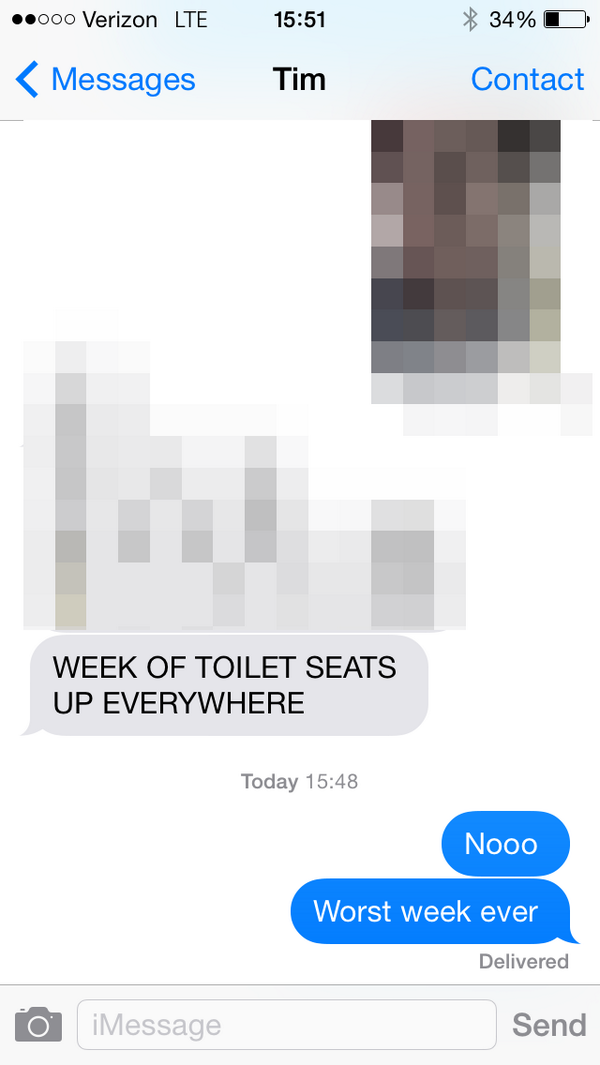 Verizon LTE 15:51 34%
Messages Tim Contact
WEEK OF TOILET SEATS
UP EVERYWHERE
Today 15:48
Nooo
Worst week ever
Delivered
iMessage Send